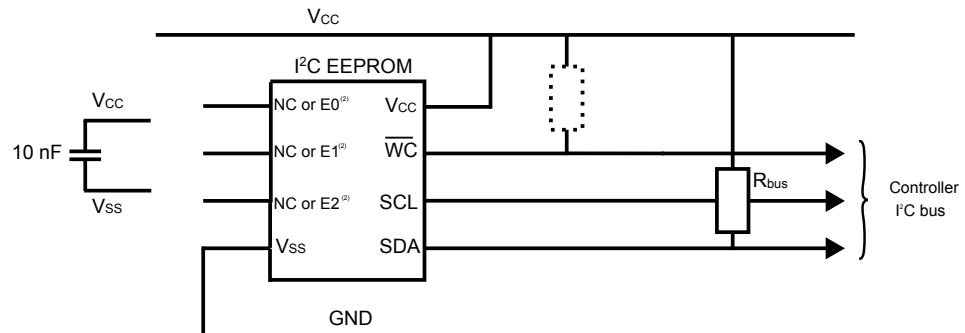 Vcc
I²C EEPROM
Vcc
10 nF
Vss
NC or E0⁽²⁾
NC or E1⁽²⁾
NC or E2⁽²⁾
Vss
Vcc
W̅C̅
SCL
SDA
Rbus
Controller
I²C bus
GND